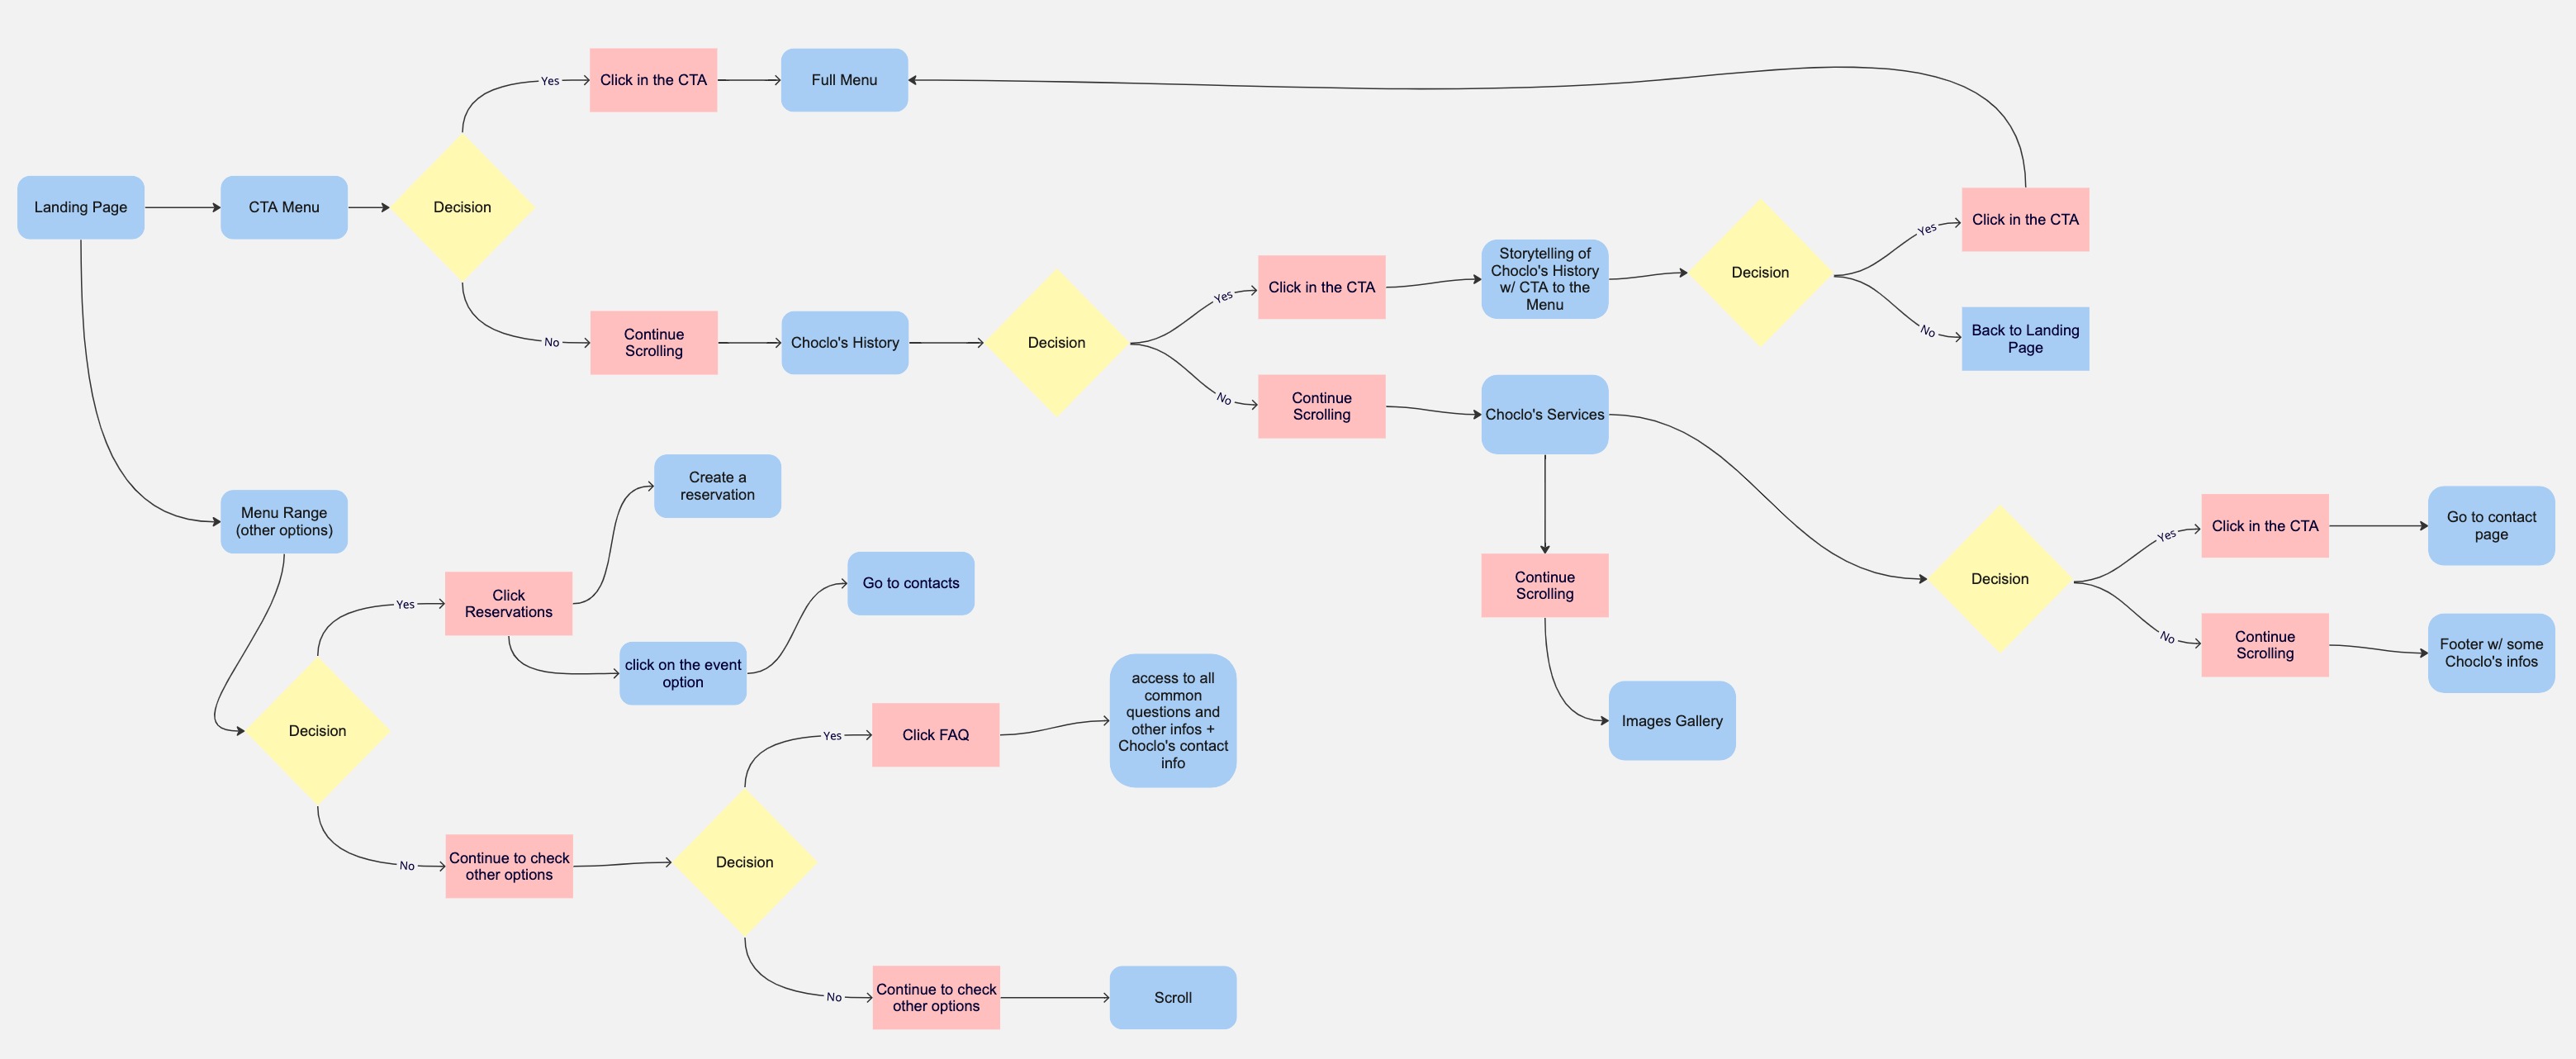 Yes
Click in the CTA
Full Menu
Landing Page
CTA Menu
Decision
Click in the CTA
Yes
Storytelling of
Choclo's History
w/ CTA to the
Menu
Decision
Yes
Click in the CTA
No
Back to Landing
Page
No
Continue
Scrolling
Choclo's History
Decision
No
Continue
Scrolling
Choclo's Services
Create a
reservation
Menu Range
(other options)
Yes
Click in the CTA
Go to contact
page
Decision
Yes
Click
Reservations
Go to contacts
Continue
Scrolling
No
Continue
Scrolling
Footer w/ some
Choclo's infos
click on the event
option
Decision
Yes
Click FAQ
access to all
common
questions and
other infos +
Choclo's contact
info
Images Gallery
No
Continue to check
other options
Decision
No
Continue to check
other options
Scroll